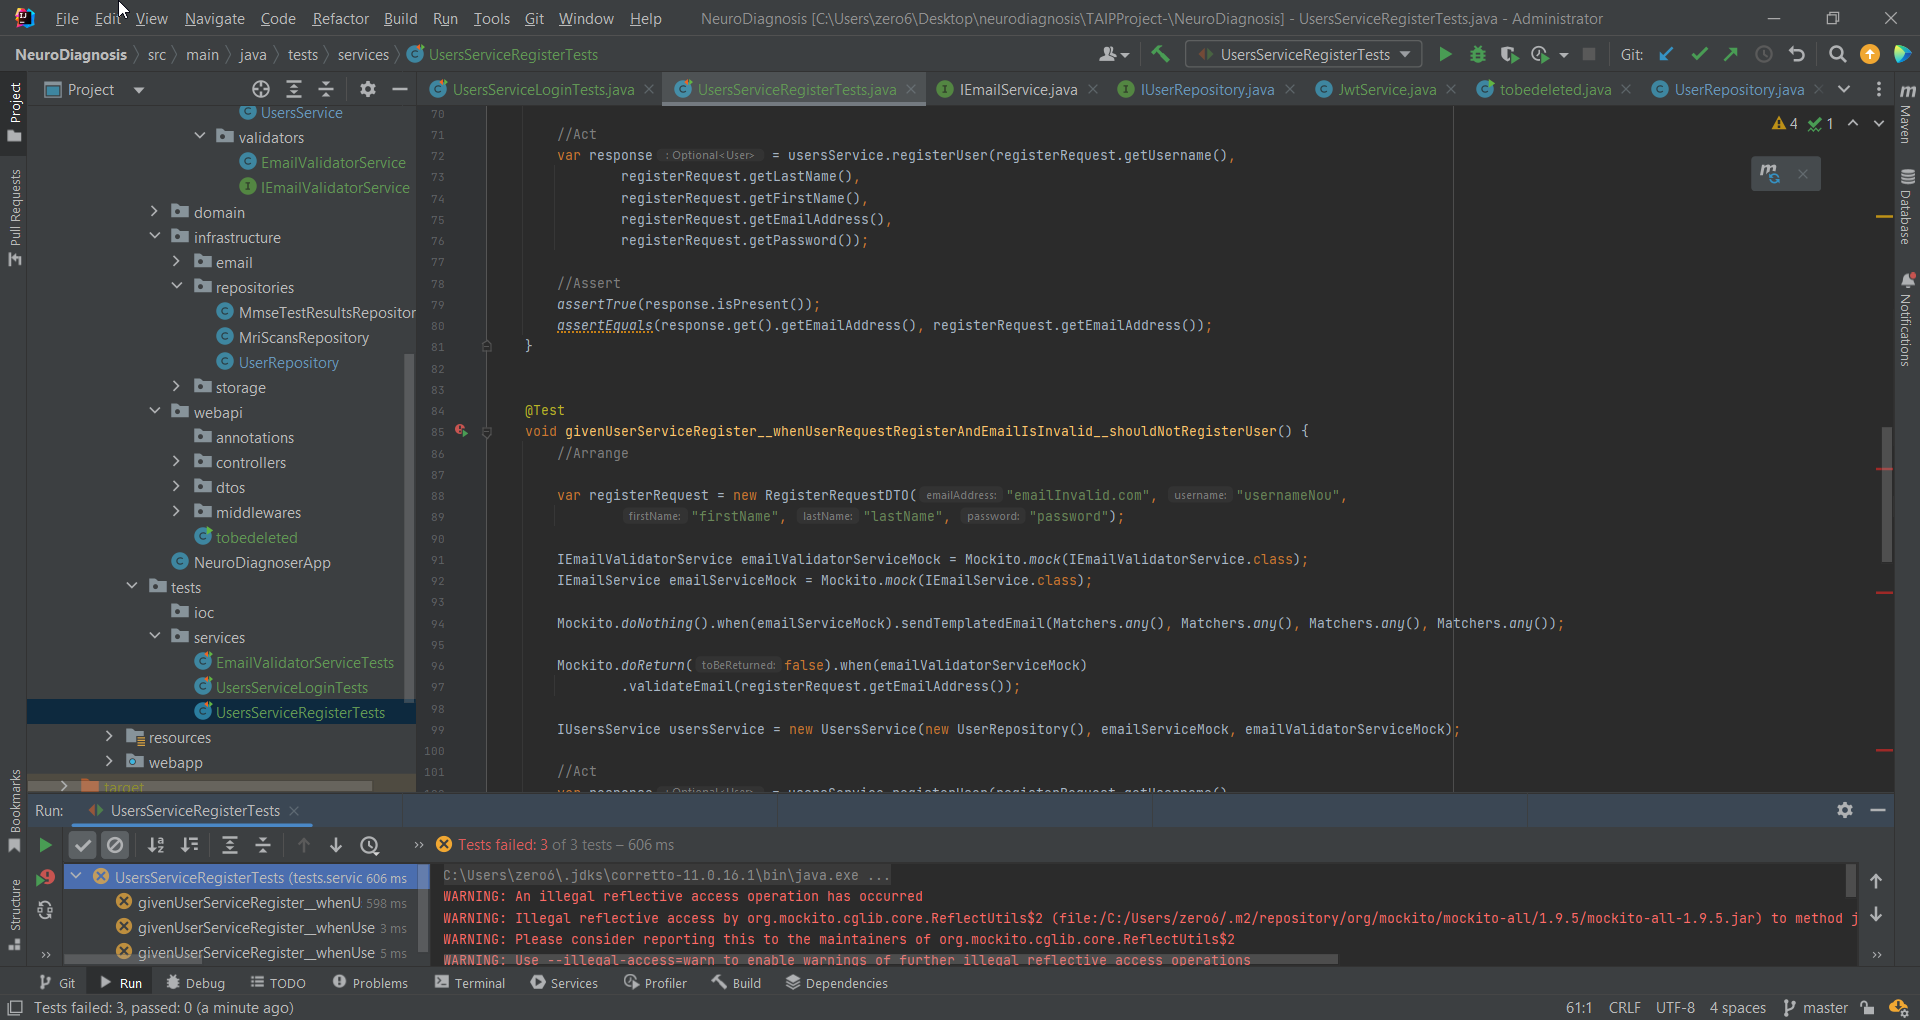 File Edit View Navigate Code Refactor Build Run Tools Git Window Help NeuroDiagnosis [C:\Users\zero6\Desktop\neurodiagnosis\TAIPProject-\NeuroDiagnosis] - UsersServiceRegisterTests.java - Administrator
NeuroDiagnosis src main java tests services UsersServiceRegisterTests UsersServiceRegisterTests Git:
Project
Pull Requests
Bookmarks
Structure
Project
UsersService
validators
EmailValidatorService
IEmailValidatorService
domain
infrastructure
email
repositories
MmseTestResultsRepositor
MriScansRepository
UserRepository
storage
webapi
annotations
controllers
dtos
middlewares
tobedeleted
NeuroDiagnoserApp
tests
ioc
services
EmailValidatorServiceTests
UsersServiceLoginTests
UsersServiceRegisterTests
resources
webapp
target
UsersServiceLoginTests.java UsersServiceRegisterTests.java IEmailService.java IUserRepository.java JwtService.java tobedeleted.java UserRepository.java
4 1
70
71 //Act
72 var response : Optional<User> = usersService.registerUser(registerRequest.getUsername(),
73 registerRequest.getLastName(),
74 registerRequest.getFirstName(),
75 registerRequest.getEmailAddress(),
76 registerRequest.getPassword());
77
78 //Assert
79 assertTrue(response.isPresent());
80 assertEquals(response.get().getEmailAddress(), registerRequest.getEmailAddress());
81 }
82
83
84 @Test
85 void givenUserServiceRegister__whenUserRequestRegisterAndEmailIsInvalid__shouldNotRegisterUser() {
86 //Arrange
87
88 var registerRequest = new RegisterRequestDTO( emailAddress: "emailInvalid.com", username: "usernameNou",
89 firstName: "firstName", lastName: "lastName", password: "password");
90
91 IEmailValidatorService emailValidatorServiceMock = Mockito.mock(IEmailValidatorService.class);
92 IEmailService emailServiceMock = Mockito.mock(IEmailService.class);
93
94 Mockito.doNothing().when(emailServiceMock).sendTemplatedEmail(Matchers.any(), Matchers.any(), Matchers.any(), Matchers.any());
95
96 Mockito.doReturn( toBeReturned: false).when(emailValidatorServiceMock)
97 .validateEmail(registerRequest.getEmailAddress());
98
99 IUsersService usersService = new UsersService(new UserRepository(), emailServiceMock, emailValidatorServiceMock);
100
101 //Act
var response : Optional<User> = usersService.registerUser(registerRequest.getUsername()
Maven
Database
Notifications
Run: UsersServiceRegisterTests
Tests failed: 3 of 3 tests – 606 ms
UsersServiceRegisterTests (tests.servic 606 ms
givenUserServiceRegister__whenU 598 ms
givenUserServiceRegister__whenUse 3 ms
givenUserServiceRegister__whenUse 5 ms
C:\Users\zero6\.jdks\corretto-11.0.16.1\bin\java.exe ...
WARNING: An illegal reflective access operation has occurred
WARNING: Illegal reflective access by org.mockito.cglib.core.ReflectUtils$2 (file:/C:/Users/zero6/.m2/repository/org/mockito/mockito-all/1.9.5/mockito-all-1.9.5.jar) to method j
WARNING: Please consider reporting this to the maintainers of org.mockito.cglib.core.ReflectUtils$2
WARNING: Use --illegal-access=warn to enable warnings of further illegal reflective access operations
Git Run Debug TODO Problems Terminal Services Profiler Build Dependencies
Tests failed: 3, passed: 0 (a minute ago) 61:1 CRLF UTF-8 4 spaces master